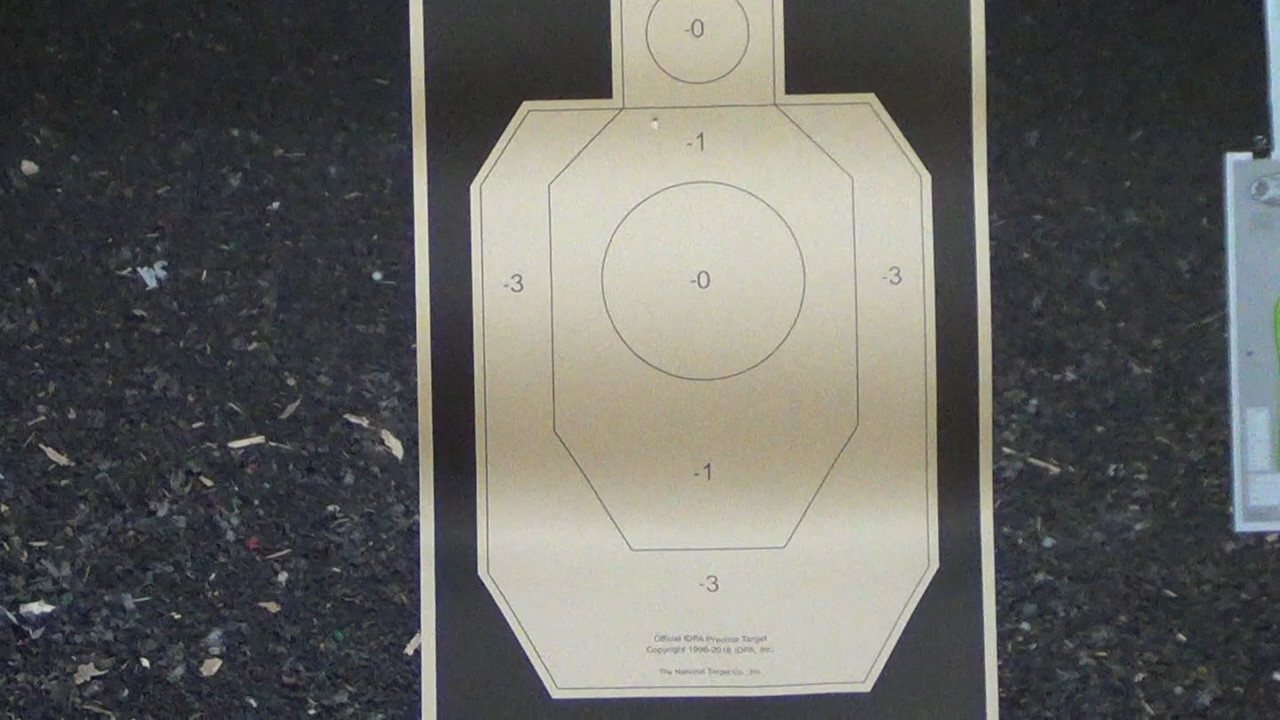 -0
-1
-3
-0
-3
-1
-3
Official IDPA Practice Target
Copyright 1996-2018 IDPA, Inc.
The National Target Co., Inc.